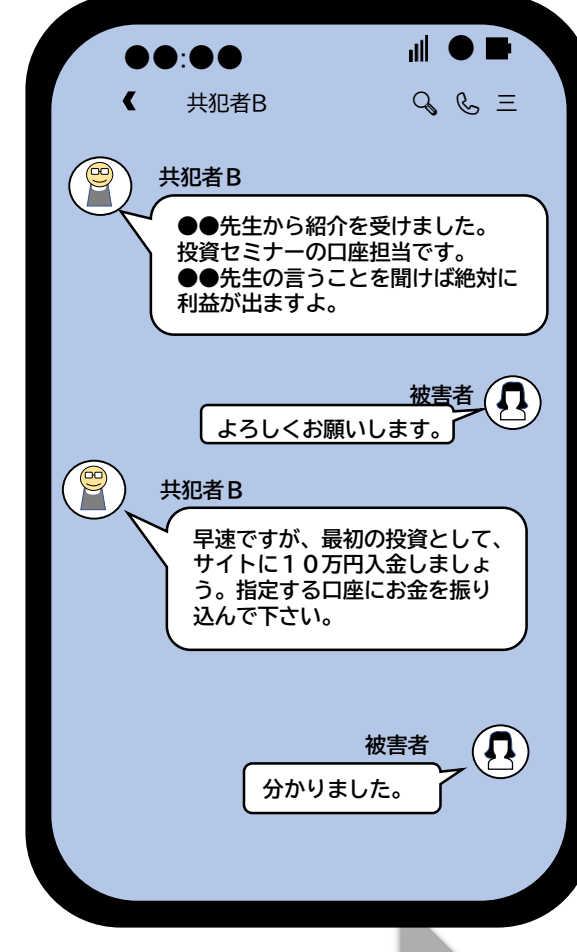 ●●:●●
共犯者B
共犯者B
●●先生から紹介を受けました。
投資セミナーの口座担当です。
●●先生の言うことを聞けば絶対に
利益が出ますよ。
被害者
よろしくお願いします。
共犯者B
早速ですが、最初の投資として、
サイトに10万円入金しましょ
う。指定する口座にお金を振り
込んで下さい。
被害者
分かりました。